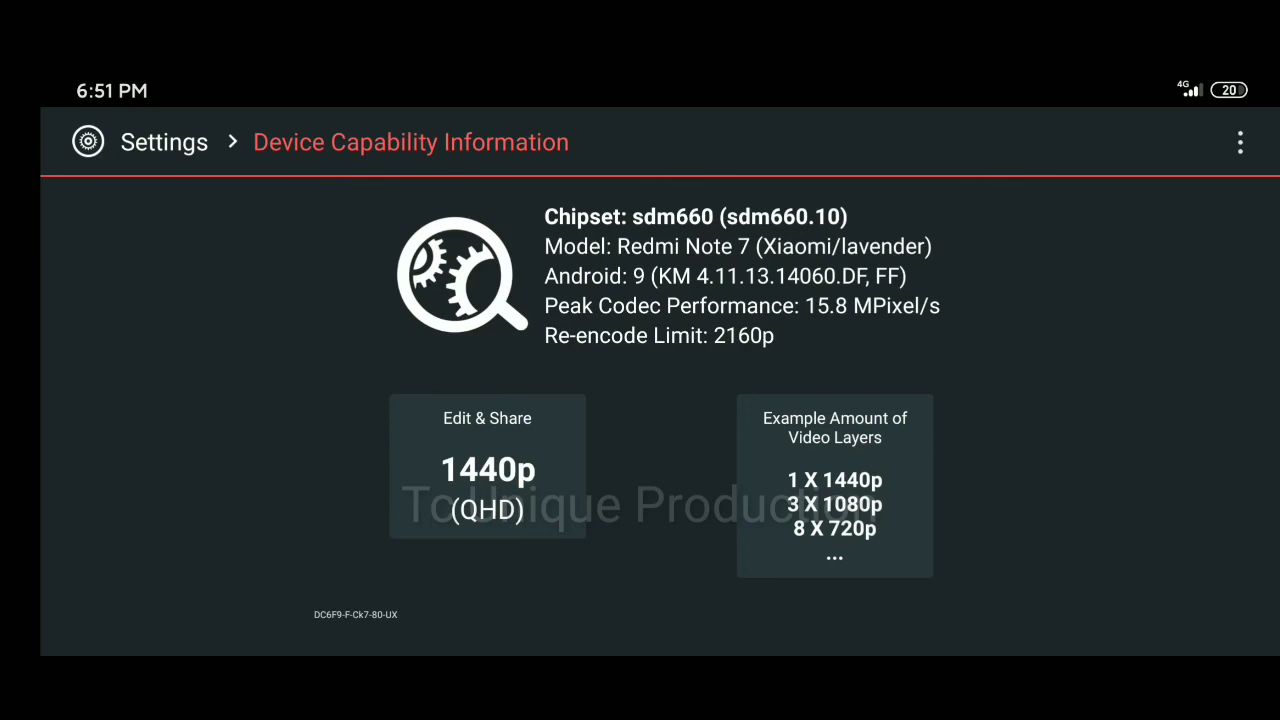 6:51 PM
4G
20
Settings > Device Capability Information
Chipset: sdm660 (sdm660.10)
Model: Redmi Note 7 (Xiaomi/lavender)
Android: 9 (KM 4.11.13.14060.DF, FF)
Peak Codec Performance: 15.8 MPixel/s
Re-encode Limit: 2160p
Edit & Share
1440p
(QHD)
Example Amount of
Video Layers
1 X 1440p
3 X 1080p
8 X 720p
...
To Unique Production
DC6F9-F-Ck7-80-UX